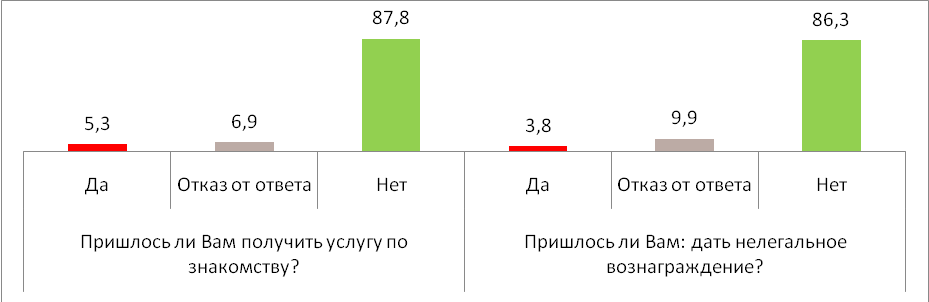 87,8
86,3
5,3
6,9
3,8
9,9
Да
Отказ от ответа
Нет
Да
Отказ от ответа
Нет
Пришлось ли Вам получить услугу по
знакомству?
Пришлось ли Вам: дать нелегальное
вознаграждение?